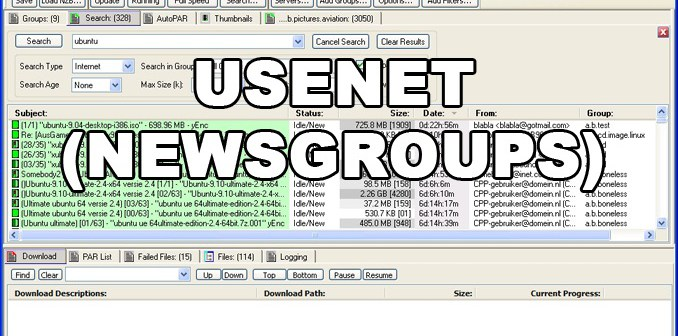 Save Load NZB... Update Running Full Speed Search... Servers... Add Groups... Options... Add Filters...
Groups: (9) Search: (328) AutoPAR Thumbnails ....b.pictures.aviation: (3050)
Search ubuntu Cancel Search Clear Results
Search Type Internet Search in Group
Search Age None Max Size (k):
USENET
(NEWSGROUPS)
Subject: Status: Size: Date: From: Group:
(1/1) "ubuntu-9.04-desktop-i386.iso" - 698.96 MB - yEnc Idle/New 725.8 MB [1909] 0d:22h:56m blabla <blabla@gotmail.com> a.b.test
Re: [AusGam cd.image.linux
(28/35) "xub
(26/35) "xub
(03/35) "xub
Somebody2 inet.co... a.b.boneless
([Ubuntu-9.10-ultimate-2.4-x64 versie 2.4 [1/1] - "Ubuntu-9.10-ultimate-2.4-x... Idle/New 98.5 MB [158] 6d:6h:6m CPP-gebruiker@domein.nl (C... a.b.boneless
([Ubuntu-9.10-ultimate-2.4-x64 versie 2.4 [02/63] - "Ubuntu-9.10-ultimate-2.4-x64... Idle/New 2.26 GB [4280] 6d:6h:10m CPP-gebruiker@domein.nl (C... a.b.boneless
(Ultimate ubuntu 64 versie 2.4) [03/63] - "ubuntu ue 64ultimate-edition-2.4-64bi... Idle/New 37.2 MB [159] 6d:14h:17m CPP-gebruiker@domein.nl (C... a.b.boneless
(Ultimate ubuntu 64 versie 2.4) [00/63] - "ubuntu ue 64ultimate-edition-2.4-64bi... Idle/New 530.7 KB [01] 6d:14h:17m CPP-gebruiker@domein.nl (C... a.b.boneless
(Ubuntu ultimate) [01/63] - "ubuntu ue 64ultimate-edition-2.4-64bit.7z.001" yEnc Idle/New 485.0 MB [948] 6d:14h:39m CPP-gebruiker@domein.nl (C... a.b.boneless
Download PAR List Failed Files: (15) Files: (114) Logging
Find Clear Up Down Top Bottom Pause Resume
Download Descriptions: Download Path: Size: Current Progress: